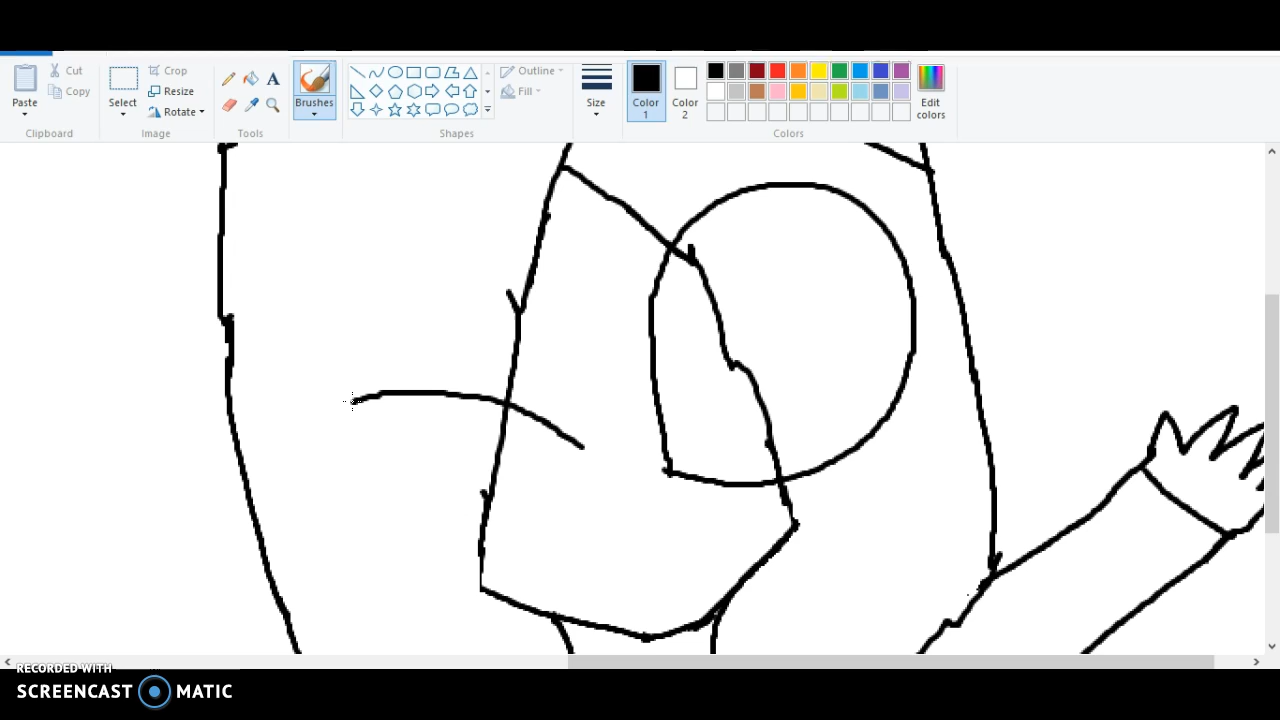 Cut
Copy
Paste
Clipboard
Crop
Resize
Select
Rotate
Image
A
Tools
Brushes
Outline
Fill
Shapes
Size
Color
1
Color
2
Edit
colors
Colors
RECORDED WITH
SCREENCAST MATIC